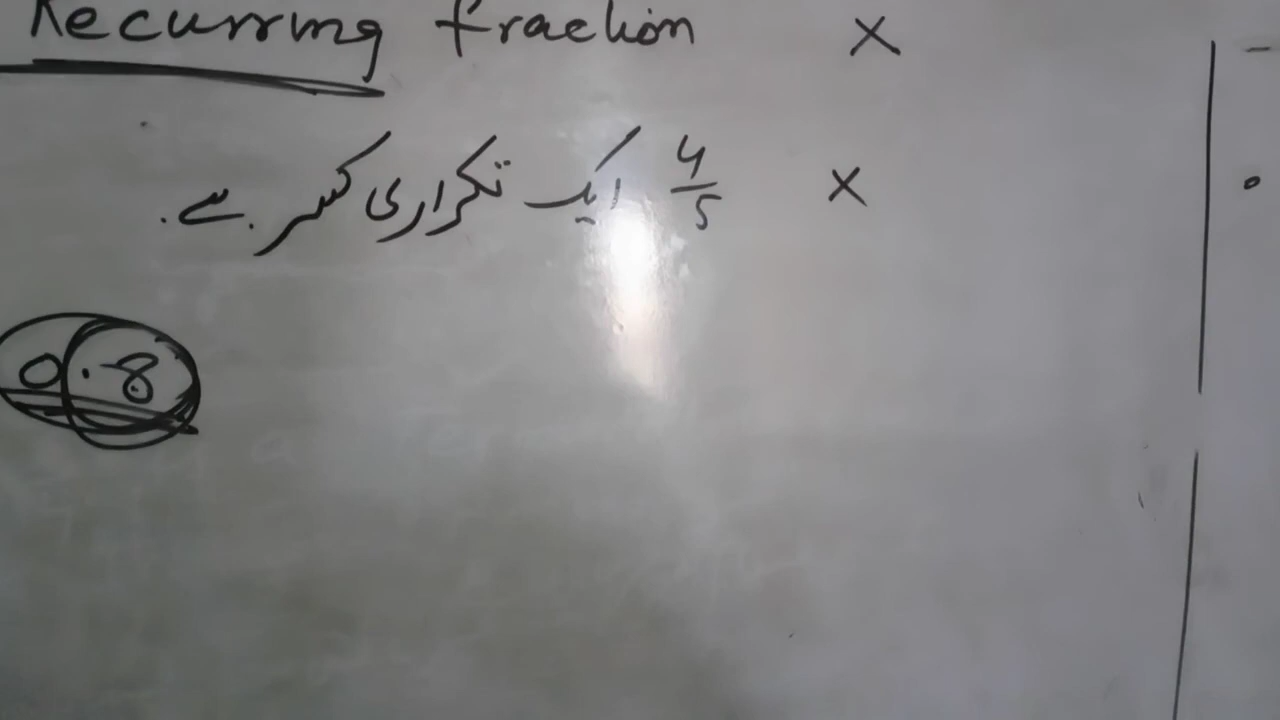 Recurring fraction ×
× 4/5 ایک تکراری کسر ہے۔
0.8